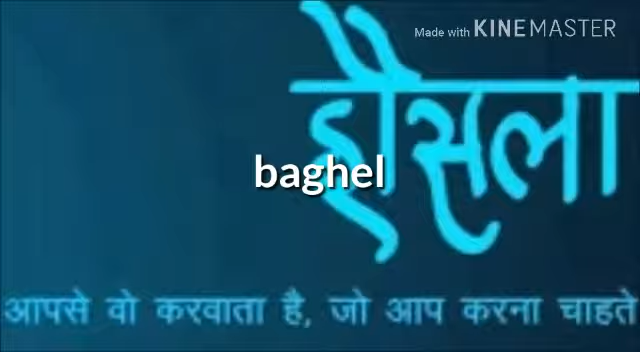 Made with KINEMASTER
हौसला
baghel
आपसे वो करवाता है, जो आप करना चाहते